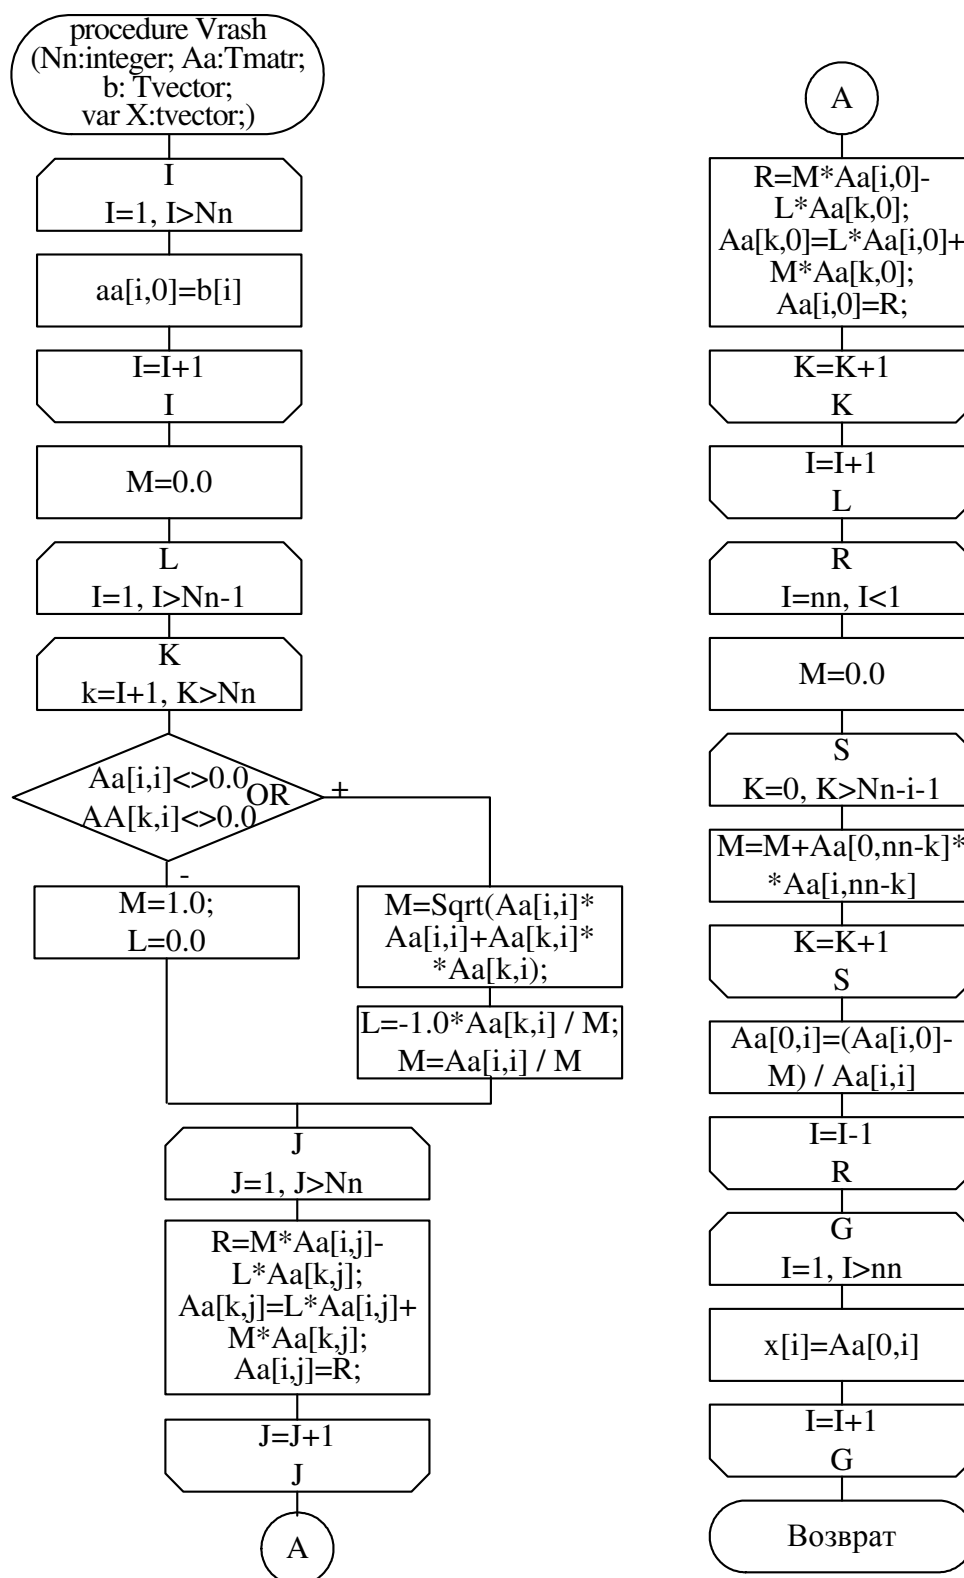 procedure Vrash
(Nn:integer; Aa:Tmatr;
b: Tvector;
var X:tvector;)
I
I=1, I>Nn
aa[i,0]=b[i]
I=I+1
I
M=0.0
L
I=1, I>Nn-1
K
k=I+1, K>Nn
Aa[i,i]<>0.0
OR
AA[k,i]<>0.0
+
-
M=1.0;
L=0.0
M=Sqrt(Aa[i,i]*
Aa[i,i]+Aa[k,i]*
*Aa[k,i);
L=-1.0*Aa[k,i] / M;
M=Aa[i,i] / M
J
J=1, J>Nn
R=M*Aa[i,j]-
L*Aa[k,j];
Aa[k,j]=L*Aa[i,j]+
M*Aa[k,j];
Aa[i,j]=R;
J=J+1
J
A
A
R=M*Aa[i,0]-
L*Aa[k,0];
Aa[k,0]=L*Aa[i,0]+
M*Aa[k,0];
Aa[i,0]=R;
K=K+1
K
I=I+1
L
R
I=nn, I<1
M=0.0
S
K=0, K>Nn-i-1
M=M+Aa[0,nn-k]*
*Aa[i,nn-k]
K=K+1
S
Aa[0,i]=(Aa[i,0]-
M) / Aa[i,i]
I=I-1
R
G
I=1, I>nn
x[i]=Aa[0,i]
I=I+1
G
Возврат